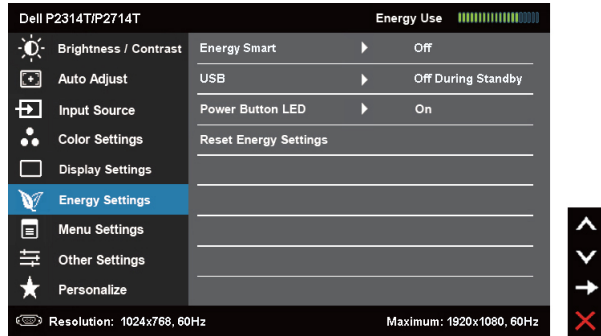 Dell P2314T/P2714T Energy Use
Brightness / Contrast Energy Smart Off
Auto Adjust USB Off During Standby
Input Source Power Button LED On
Color Settings Reset Energy Settings
Display Settings
Energy Settings
Menu Settings
Other Settings
Personalize
Resolution: 1024x768, 60Hz Maximum: 1920x1080, 60Hz